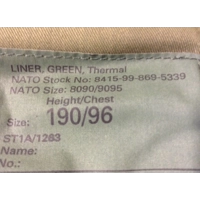 LINER, GREEN, Thermal
NATO Stock No: 8415-99-869-5339
NATO Size: 8090/9095
Height/Chest
Size: 190/96
ST1A/1283
Name:
No.: